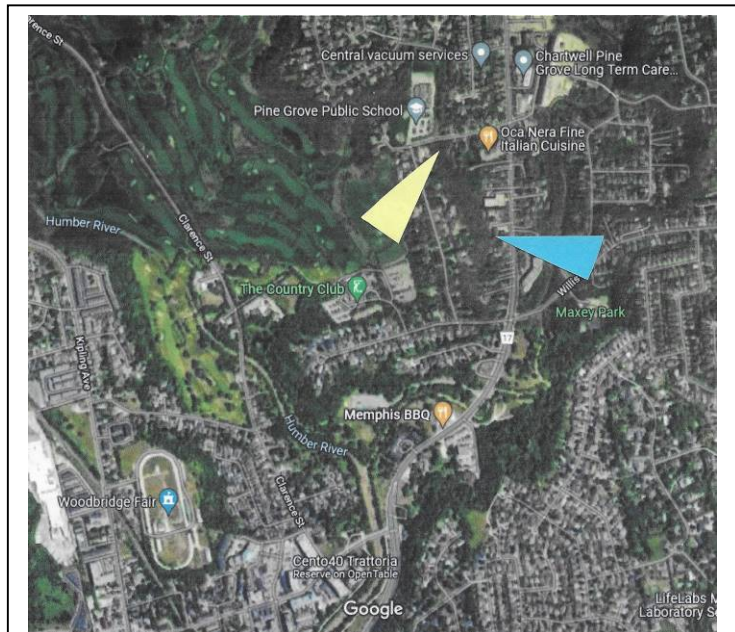 Clarence St
Central vacuum services
Chartwell Pine
Grove Long Term Care...
Pine Grove Public School
Oca Nera Fine
Italian Cuisine
Humber River
Clarence St
The Country Club
Willis
Maxey Park
Kipling Ave
17
Memphis BBQ
Humber River
Woodbridge Fair
Clarence St
Cento40 Trattoria
Reserve on OpenTable
LifeLabs M
Laboratory Se
Google